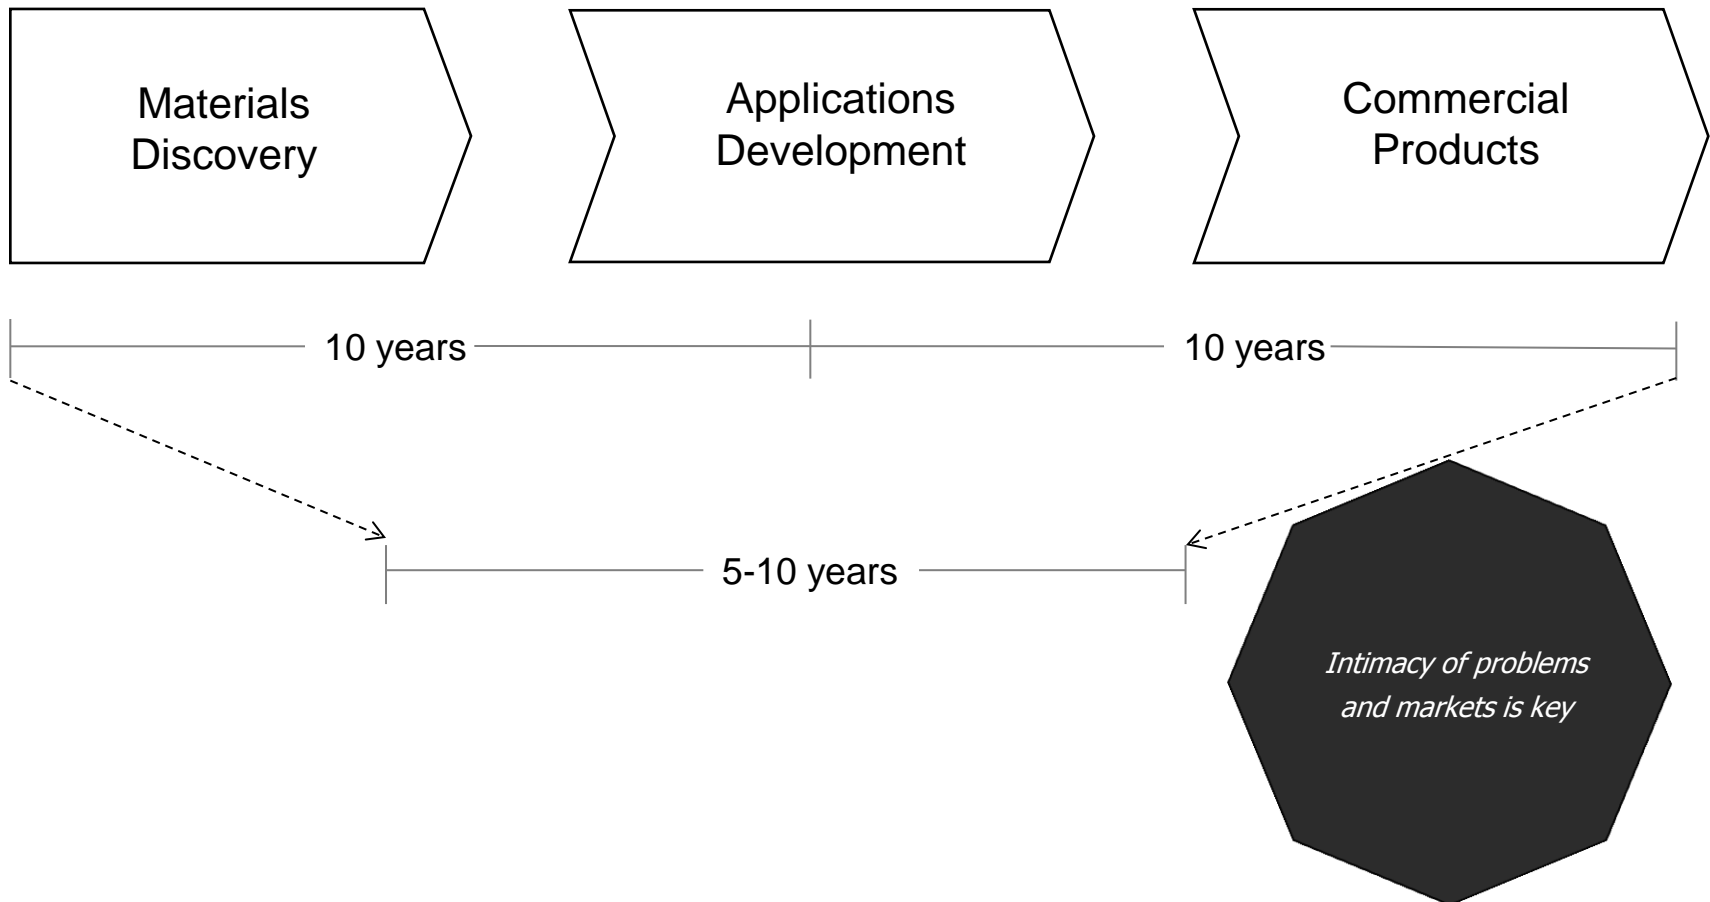 Materials
Discovery
Applications
Development
Commercial
Products
10 years
10 years
5-10 years
Intimacy of problems
and markets is key